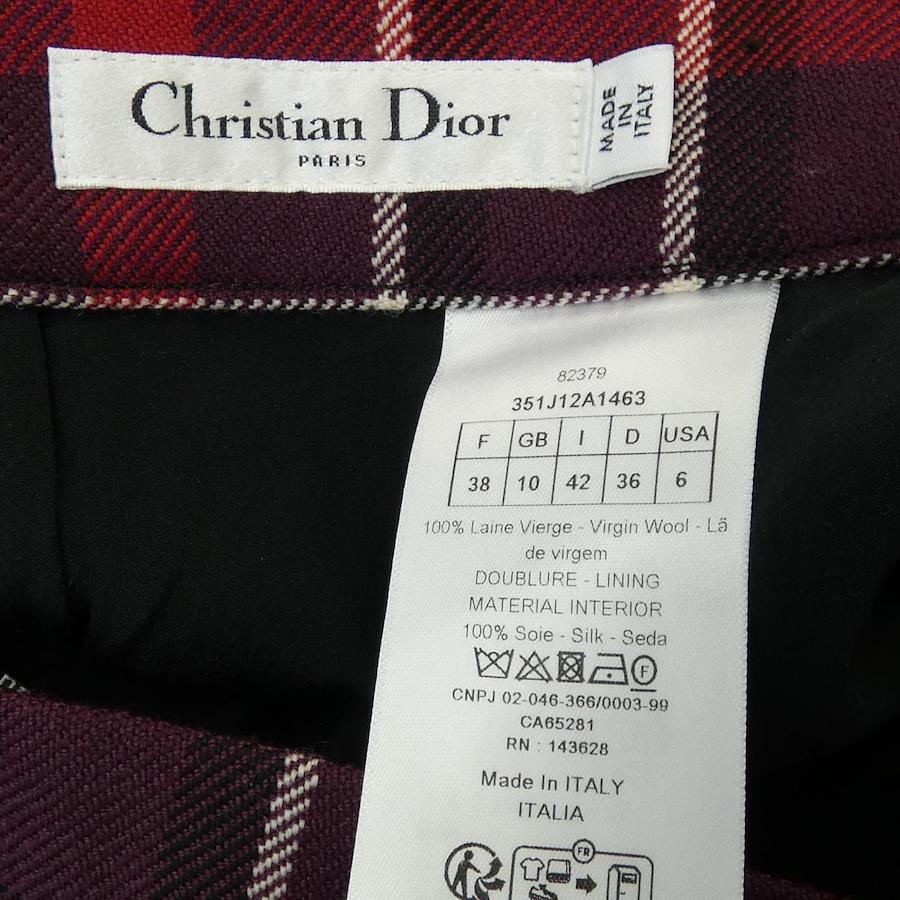 Christian Dior
PARIS
MADE
IN
ITALY
82379
351J12A1463
F GB I D USA
38 10 42 36 6
100% Laine Vierge - Virgin Wool - Lã
de virgem
DOUBLURE - LINING
MATERIAL INTERIOR
100% Soie - Silk - Seda
F
CNPJ 02-046-366/0003-99
CA65281
RN : 143628
Made In ITALY
ITALIA
FR